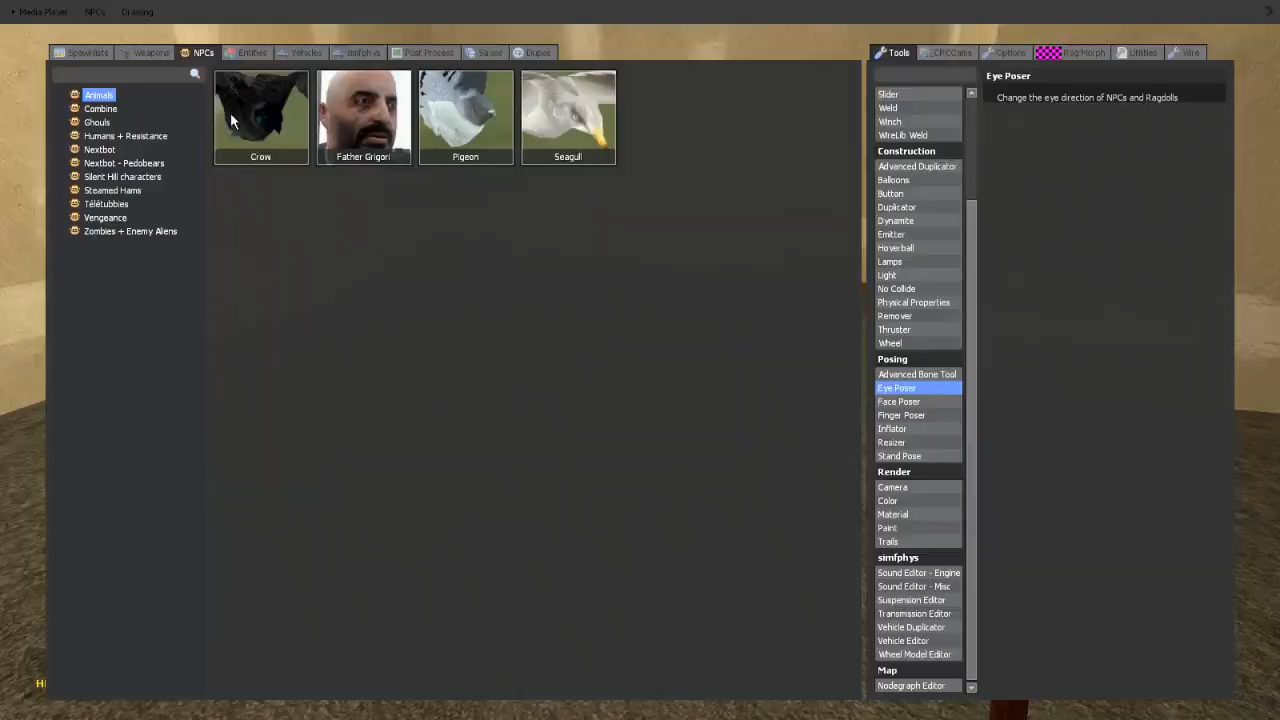 Media Player NPCs Drawing
Spawnlists Weapons NPCs Entities Vehicles simfphys Post Process Saves Dupes
Animals
Combine
Ghouls
Humans + Resistance
Nextbot
Nextbot - Pedobears
Silent Hill characters
Steamed Hams
Télétubbies
Vengeance
Zombies + Enemy Aliens
Crow Father Grigori Pigeon Seagull
Tools CRCCams Options Rag Morph Utilities Wire
Slider
Weld
Winch
WireLib Weld
Construction
Advanced Duplicator
Balloons
Button
Duplicator
Dynamite
Emitter
Hoverball
Lamps
Light
No Collide
Physical Properties
Remover
Thruster
Wheel
Posing
Advanced Bone Tool
Eye Poser
Face Poser
Finger Poser
Inflator
Resizer
Stand Pose
Render
Camera
Color
Material
Paint
Trails
simfphys
Sound Editor - Engine
Sound Editor - Misc
Suspension Editor
Transmission Editor
Vehicle Duplicator
Vehicle Editor
Wheel Model Editor
Map
Nodegraph Editor
Eye Poser
Change the eye direction of NPCs and Ragdolls